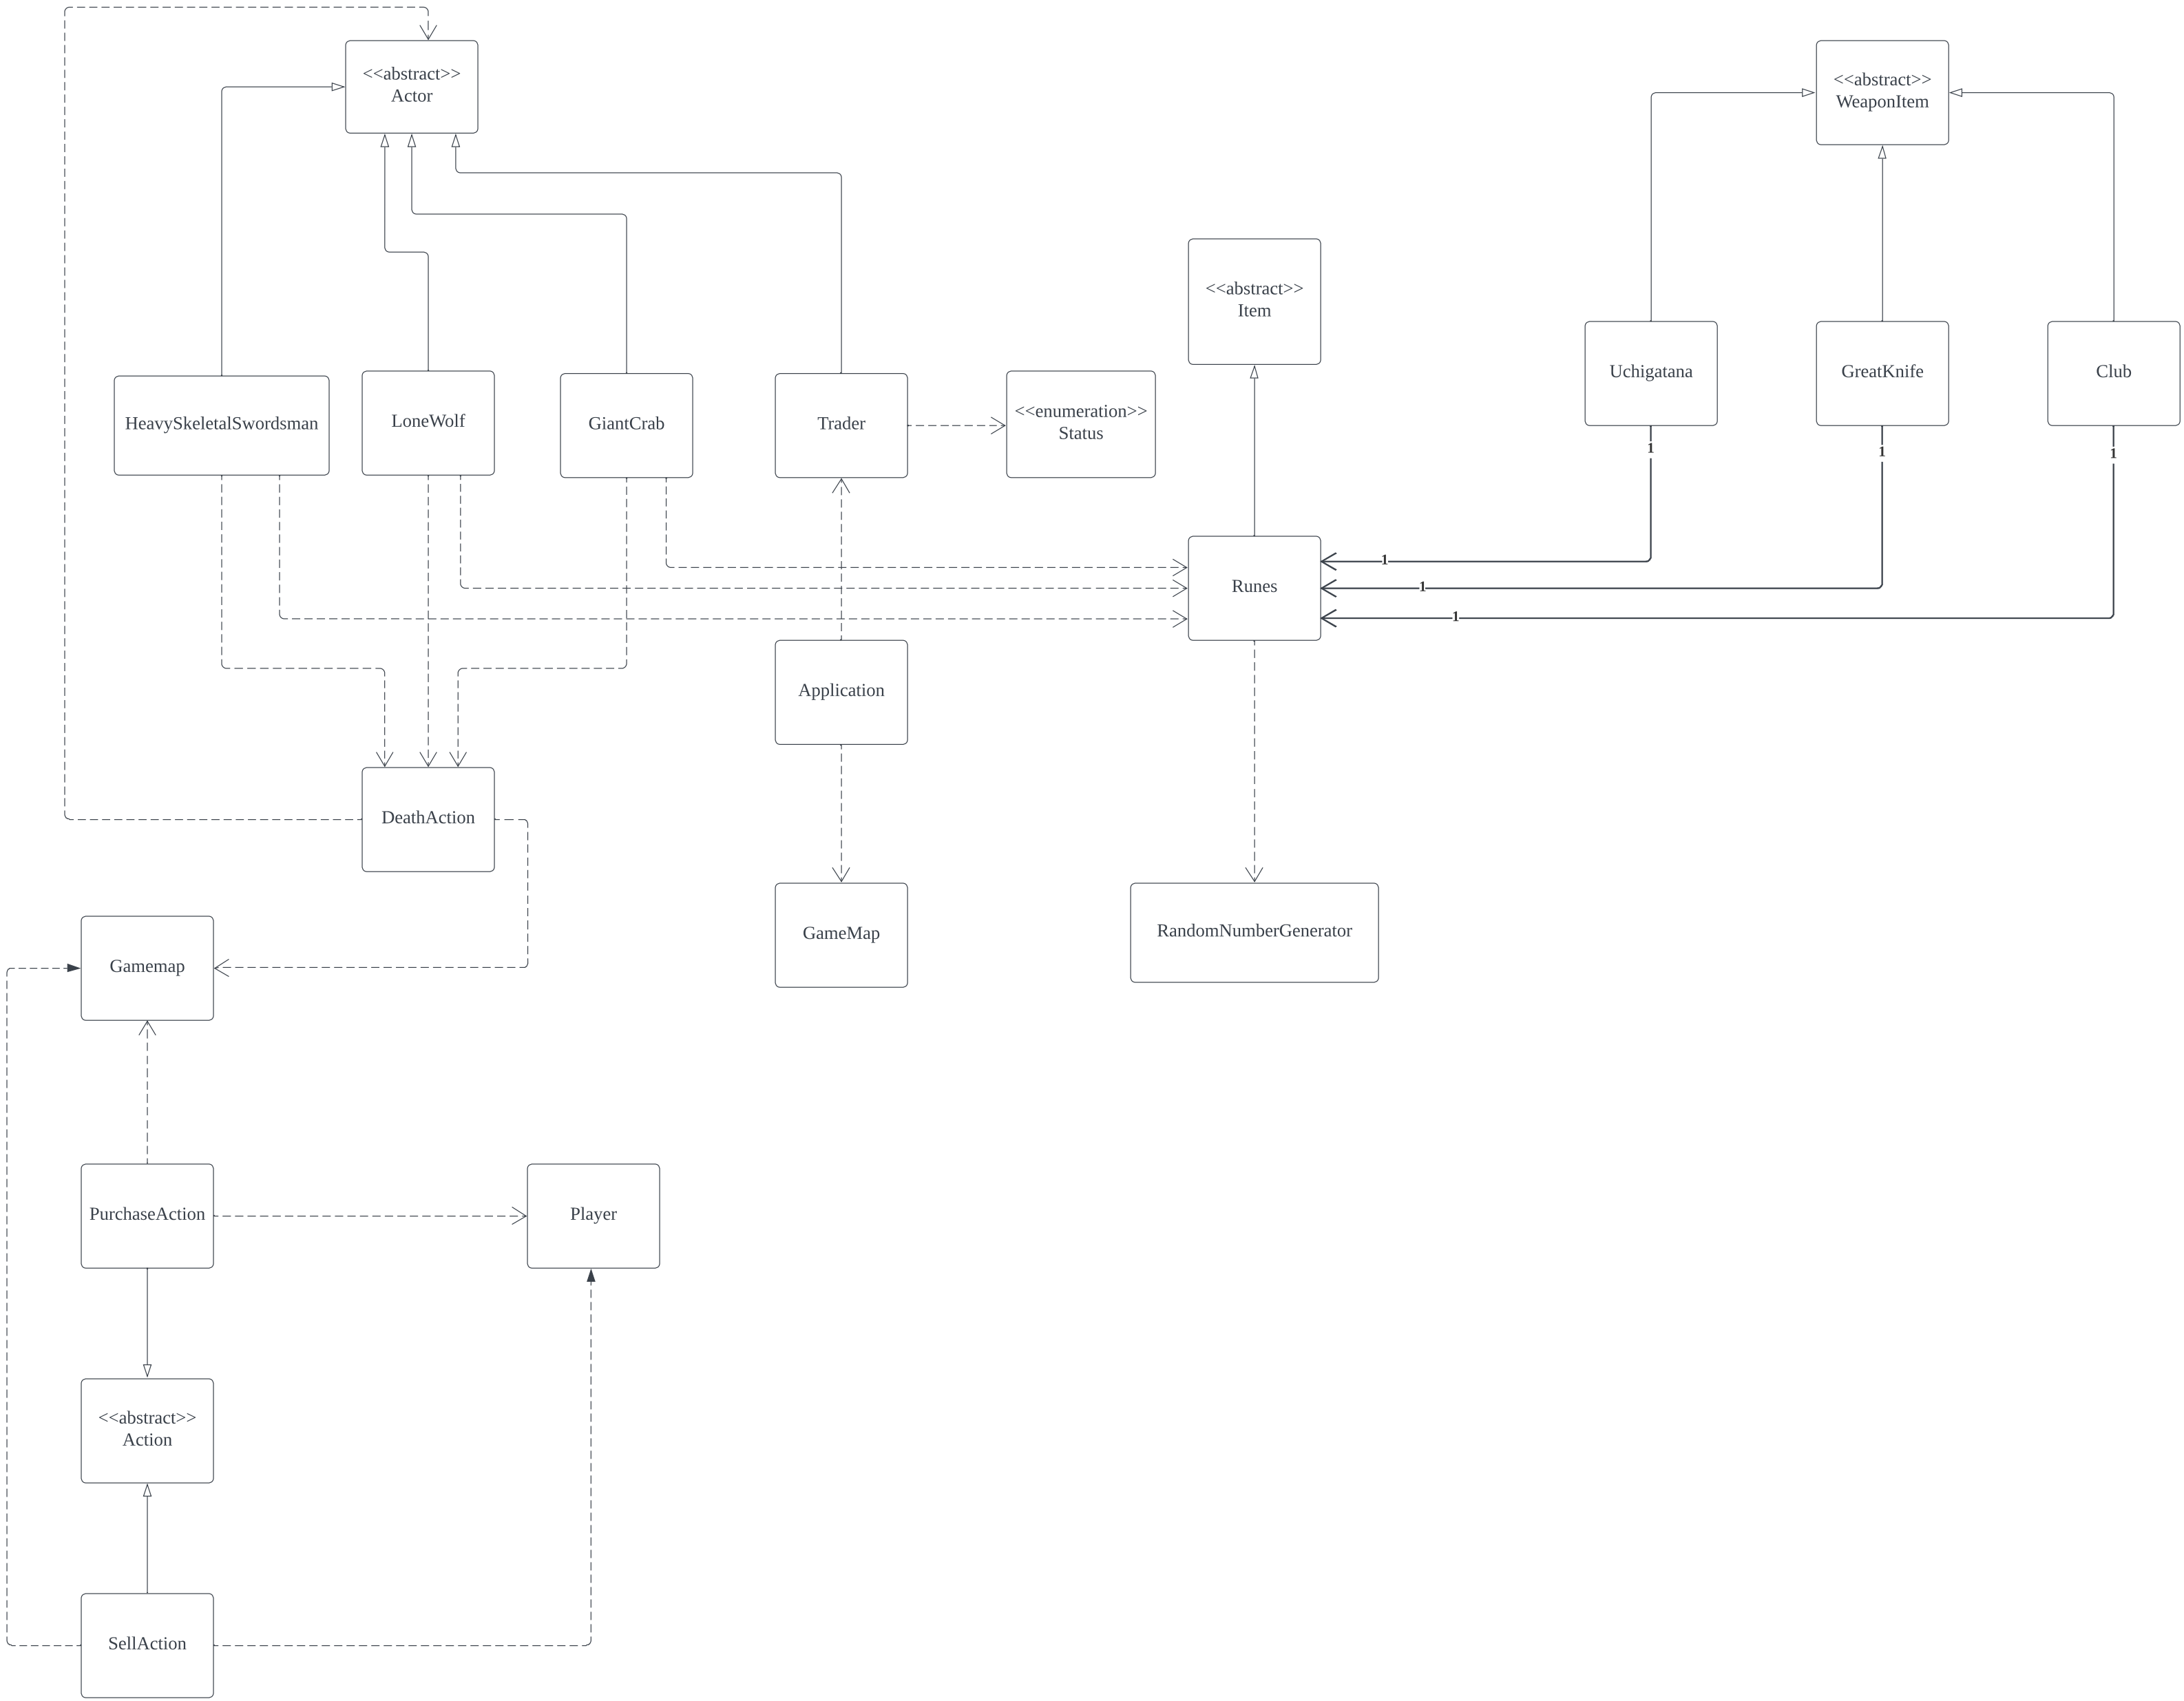 <<abstract>>
Actor
<<abstract>>
WeaponItem
<<abstract>>
Item
HeavySkeletalSwordsman
LoneWolf
GiantCrab
Trader
<<enumeration>>
Status
Uchigatana
GreatKnife
Club
1
1
1
1
1
1
Runes
Application
DeathAction
GameMap
RandomNumberGenerator
Gamemap
PurchaseAction
Player
<<abstract>>
Action
SellAction